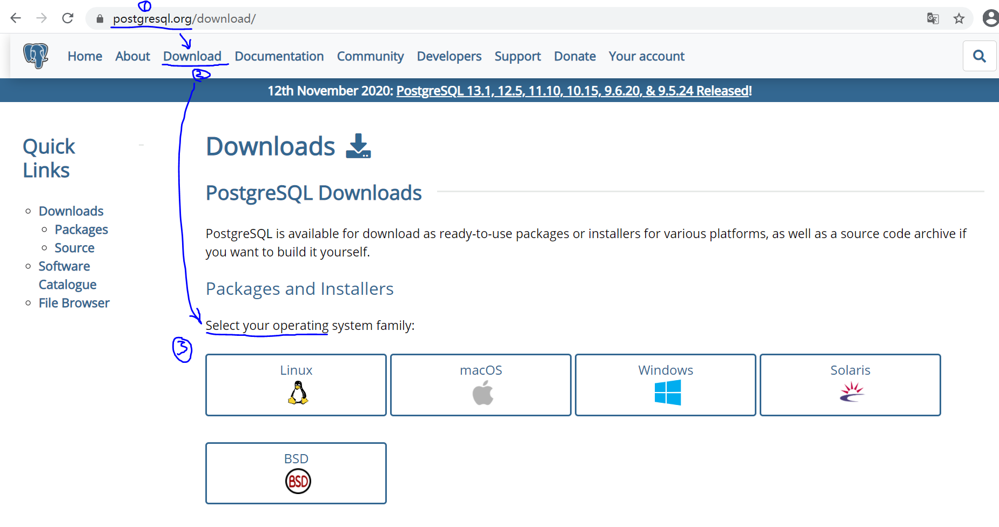 ①
postgresql.org/download/
Home About Download Documentation Community Developers Support Donate Your account
②
12th November 2020: PostgreSQL 13.1, 12.5, 11.10, 10.15, 9.6.20, & 9.5.24 Released!
Quick
Links
Downloads
Packages
Source
Software
Catalogue
File Browser
Downloads
PostgreSQL Downloads
PostgreSQL is available for download as ready-to-use packages or installers for various platforms, as well as a source code archive if
you want to build it yourself.
Packages and Installers
Select your operating system family:
③
Linux macOS Windows Solaris
BSD
BSD